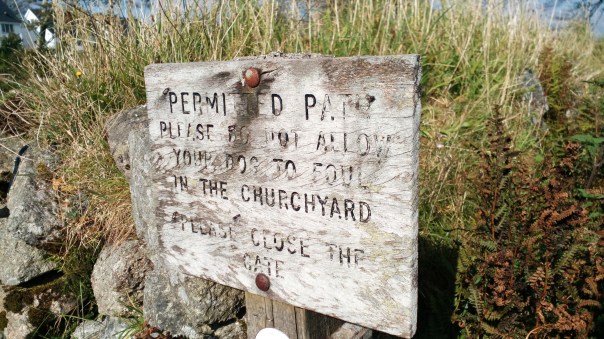 PERMITTED PATH
PLEASE DO NOT ALLOW
YOUR DOG TO FOUL
IN THE CHURCHYARD
PLEASE CLOSE THE
GATE